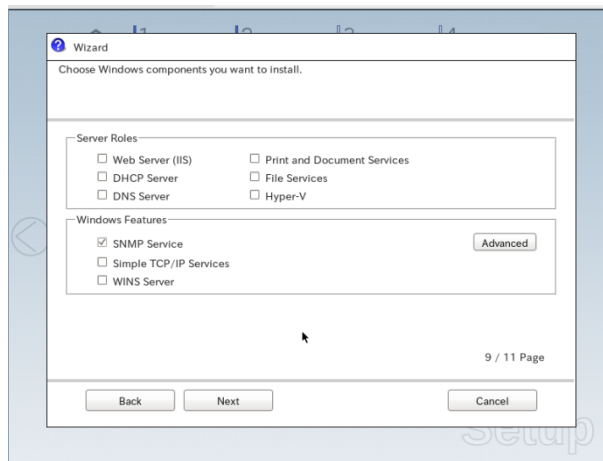 Wizard
Choose Windows components you want to install.
Server Roles
Web Server (IIS)
Print and Document Services
DHCP Server
File Services
DNS Server
Hyper-V
Windows Features
SNMP Service
Advanced
Simple TCP/IP Services
WINS Server
9 / 11 Page
Back
Next
Cancel
Setup